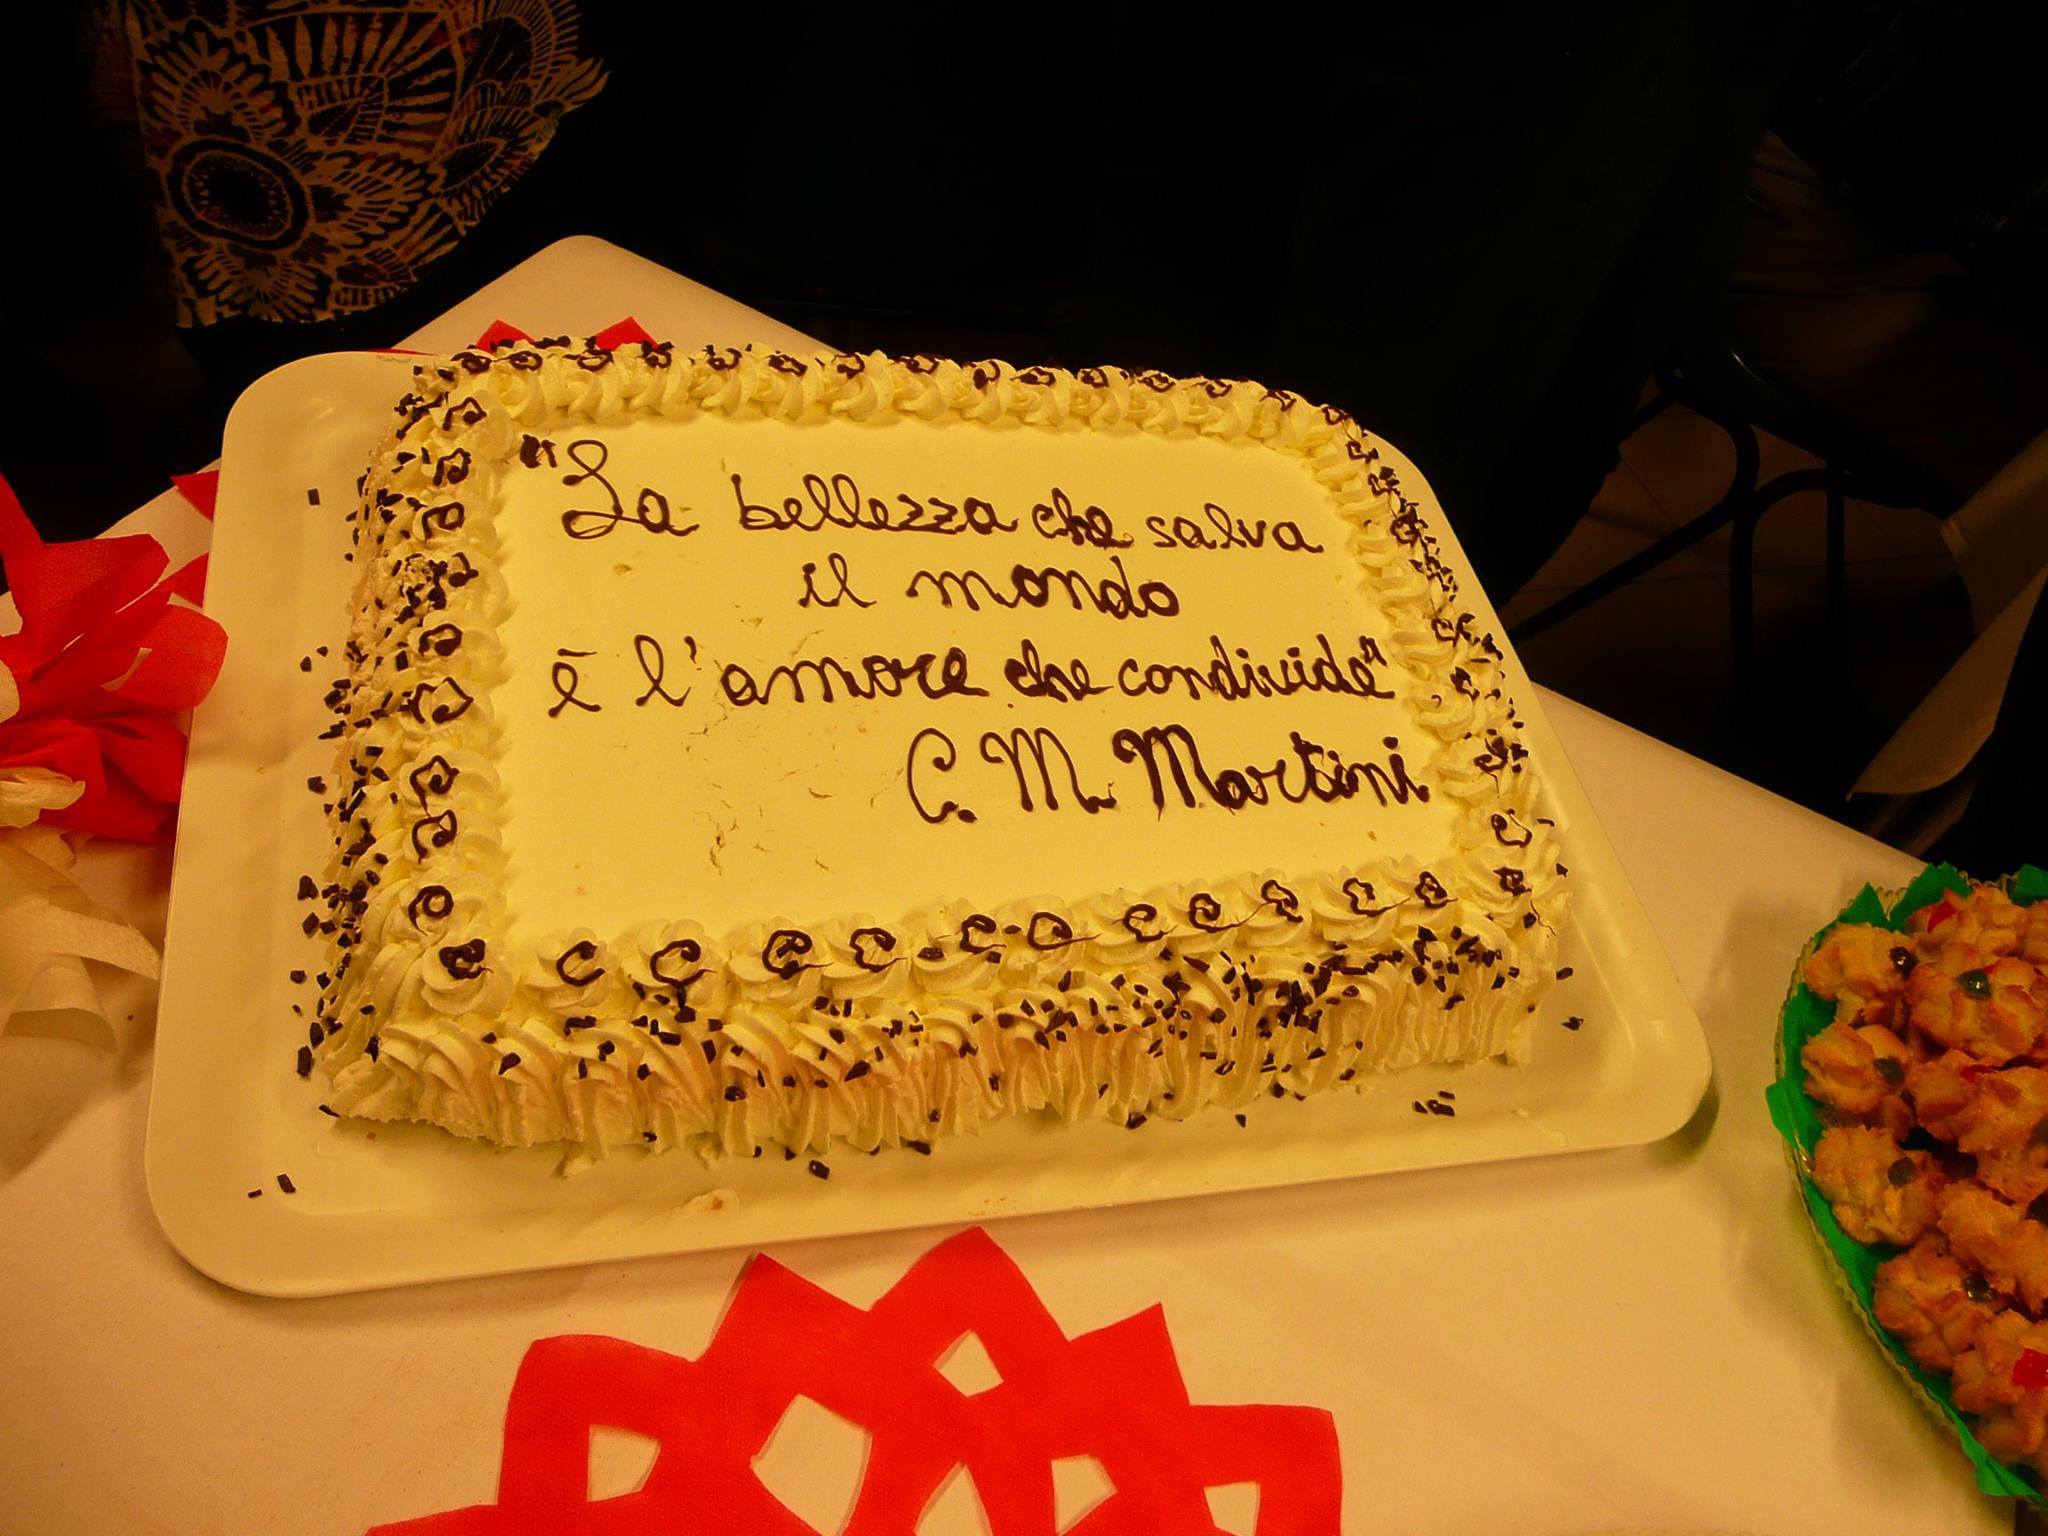 "La bellezza che salva
il mondo
è l'amore che condivide"
C. M. Martini